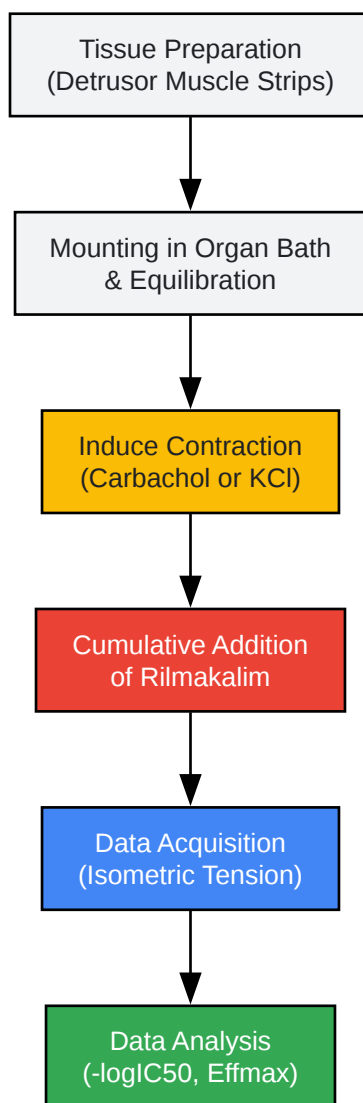 Tissue Preparation
(Detrusor Muscle Strips)
Mounting in Organ Bath
& Equilibration
Induce Contraction
(Carbachol or KCl)
Cumulative Addition
of Rilmakalim
Data Acquisition
(Isometric Tension)
Data Analysis
(-logIC50, Effmax)